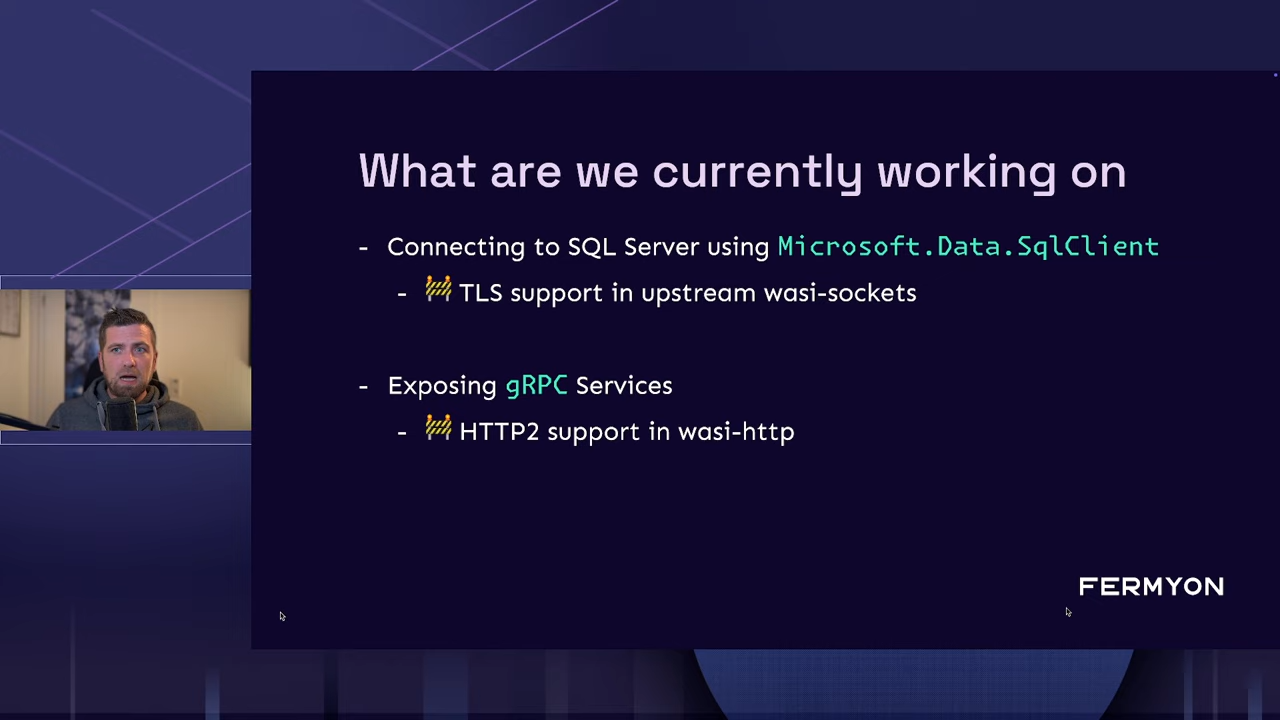 What are we currently working on
- Connecting to SQL Server using Microsoft.Data.SqlClient
- 🚧 TLS support in upstream wasi-sockets
- Exposing gRPC Services
- 🚧 HTTP2 support in wasi-http
FERMYON